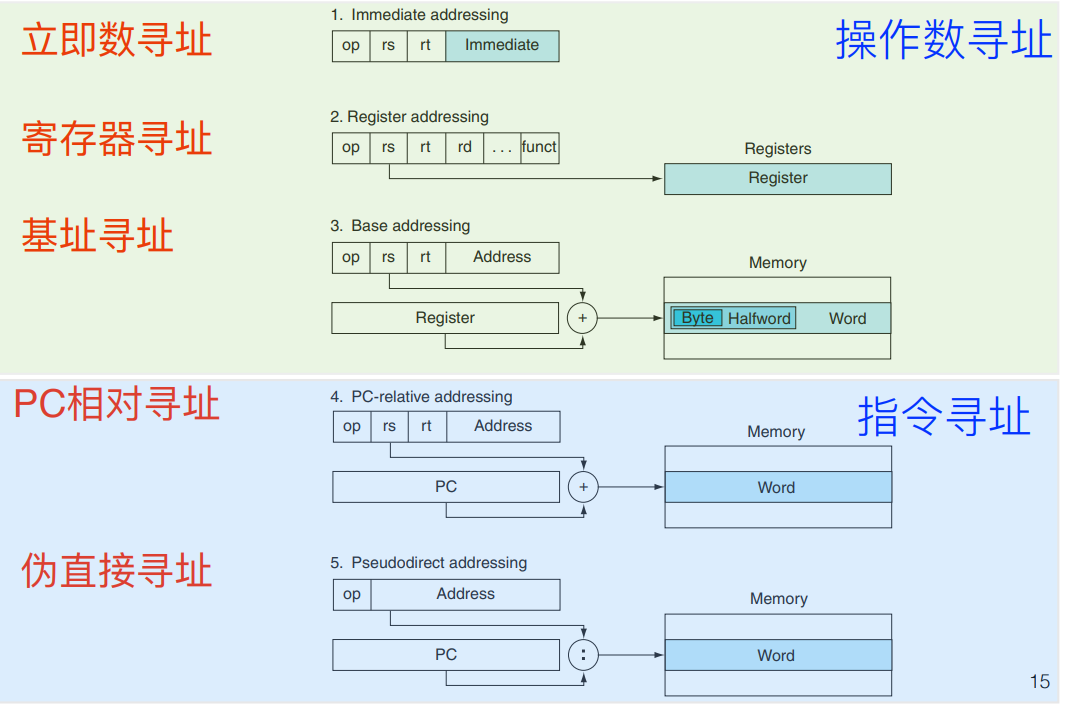 立即数寻址
1. Immediate addressing
op rs rt Immediate
操作数寻址
寄存器寻址
2. Register addressing
op rs rt rd ... funct
Registers
Register
基址寻址
3. Base addressing
op rs rt Address
Memory
Register + Byte Halfword Word
PC相对寻址
4. PC-relative addressing
op rs rt Address
指令寻址
Memory
PC + Word
伪直接寻址
5. Pseudodirect addressing
op Address
Memory
PC : Word
15